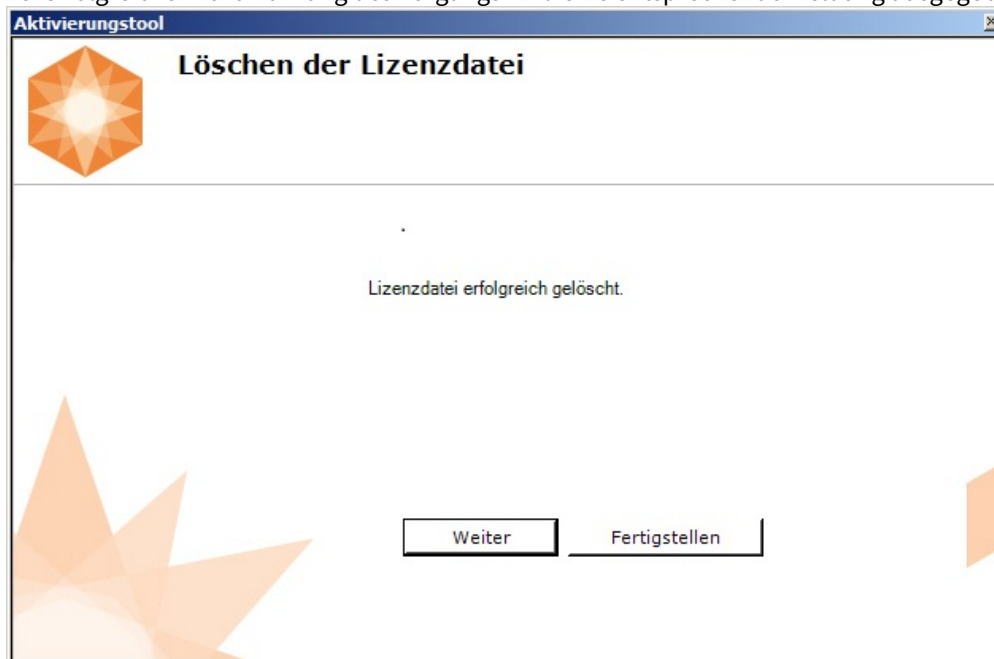 Aktivierungstool
Löschen der Lizenzdatei
.
Lizenzdatei erfolgreich gelöscht.
Weiter Fertigstellen